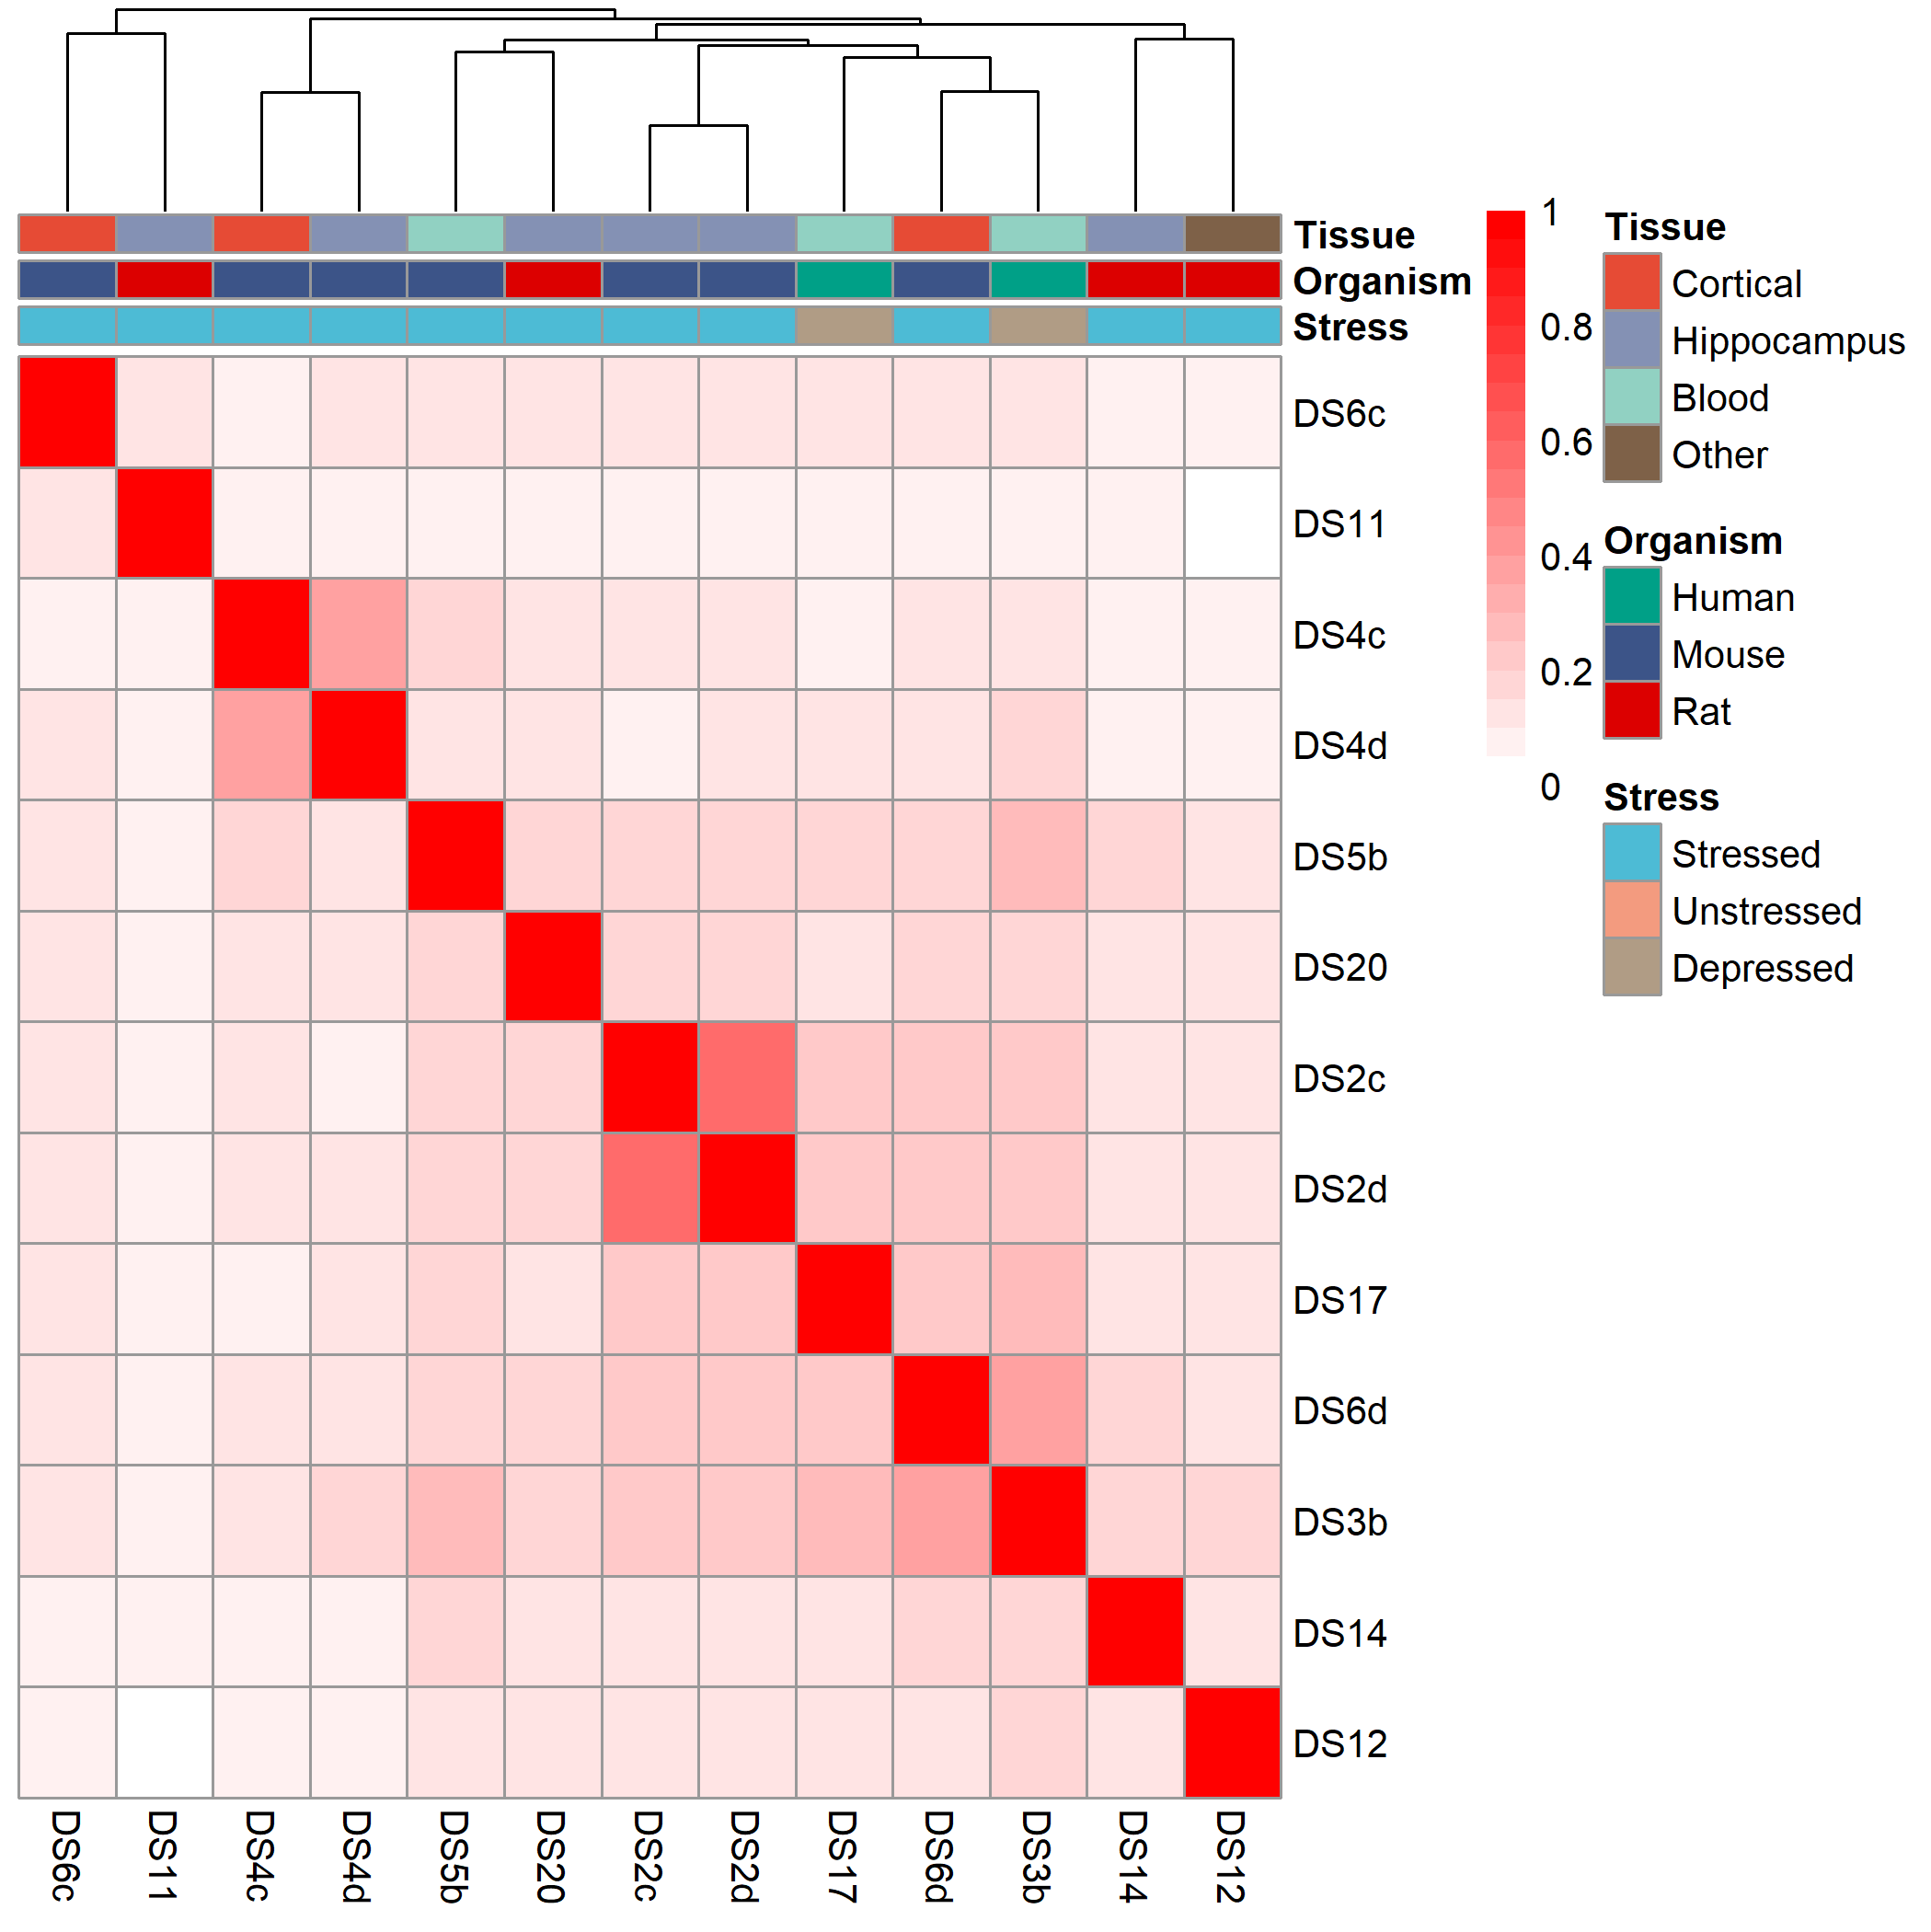 Tissue
Organism
Stress
DS6c
DS11
DS4c
DS4d
DS5b
DS20
DS2c
DS2d
DS17
DS6d
DS3b
DS14
DS12
DS6c
DS11
DS4c
DS4d
DS5b
DS20
DS2c
DS2d
DS17
DS6d
DS3b
DS14
DS12
1
0.8
0.6
0.4
0.2
0
Tissue
Cortical
Hippocampus
Blood
Other
Organism
Human
Mouse
Rat
Stress
Stressed
Unstressed
Depressed